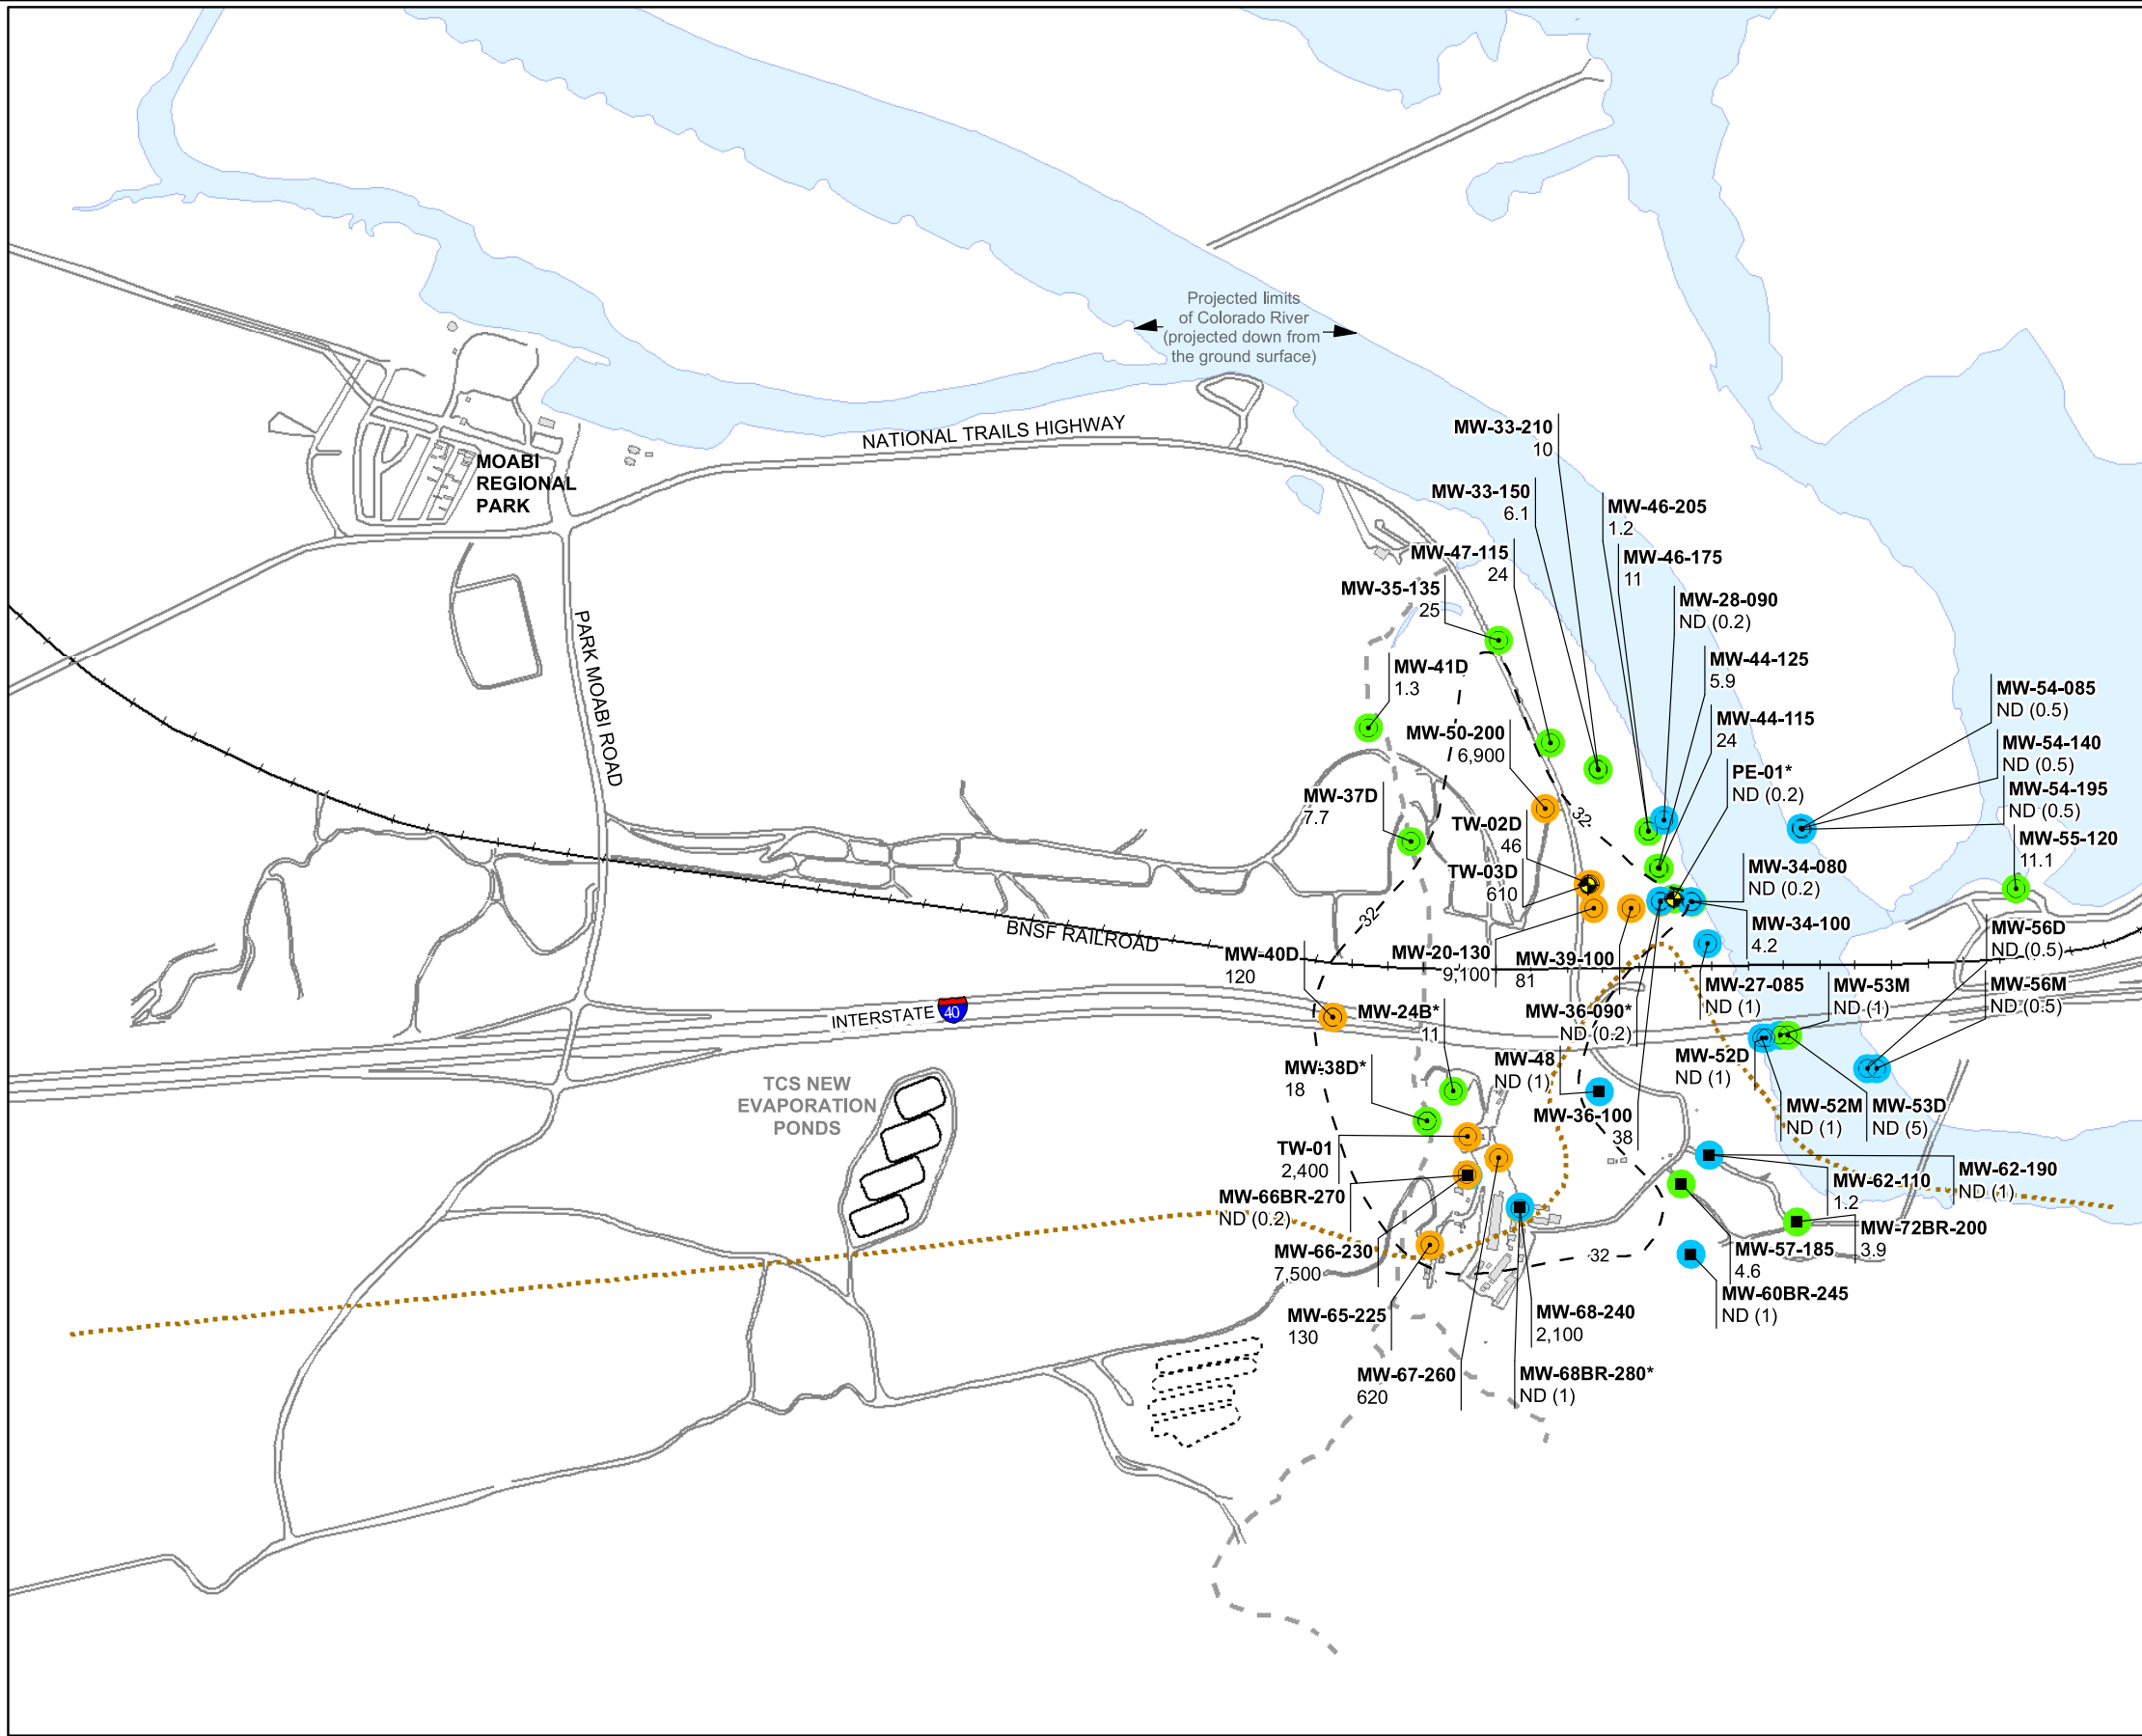 Projected limits
of Colorado River
(projected down from
the ground surface)
NATIONAL TRAILS HIGHWAY
MOABI
REGIONAL
PARK
PARK MOABI ROAD
BNSF RAILROAD
INTERSTATE 40
TCS NEW
EVAPORATION
PONDS
MW-33-210
10
MW-33-150
6.1
MW-46-205
1.2
MW-47-115
24
MW-46-175
11
MW-35-135
25
MW-28-090
ND (0.2)
MW-41D
1.3
MW-44-125
5.9
MW-54-085
ND (0.5)
MW-44-115
24
MW-50-200
6,900
MW-54-140
ND (0.5)
PE-01*
ND (0.2)
MW-54-195
ND (0.5)
MW-37D
7.7
32
TW-02D
46
MW-55-120
11.1
TW-03D
610
MW-34-080
ND (0.2)
32
MW-34-100
4.2
MW-56D
ND (0.5)
MW-40D
120
MW-20-130
9,100
MW-39-100
81
MW-27-085
ND (1)
MW-53M
ND (1)
MW-56M
ND (0.5)
MW-24B*
11
MW-36-090*
ND (0.2)
MW-48
ND (1)
MW-52D
ND (1)
MW-38D*
18
MW-36-100
38
MW-52M
ND (1)
MW-53D
ND (5)
TW-01
2,400
MW-62-190
ND (1)
MW-62-110
1.2
MW-66BR-270
ND (0.2)
MW-72BR-200
3.9
MW-66-230
7,500
32
MW-57-185
4.6
MW-60BR-245
ND (1)
MW-65-225
130
MW-68-240
2,100
MW-67-260
620
MW-68BR-280*
ND (1)